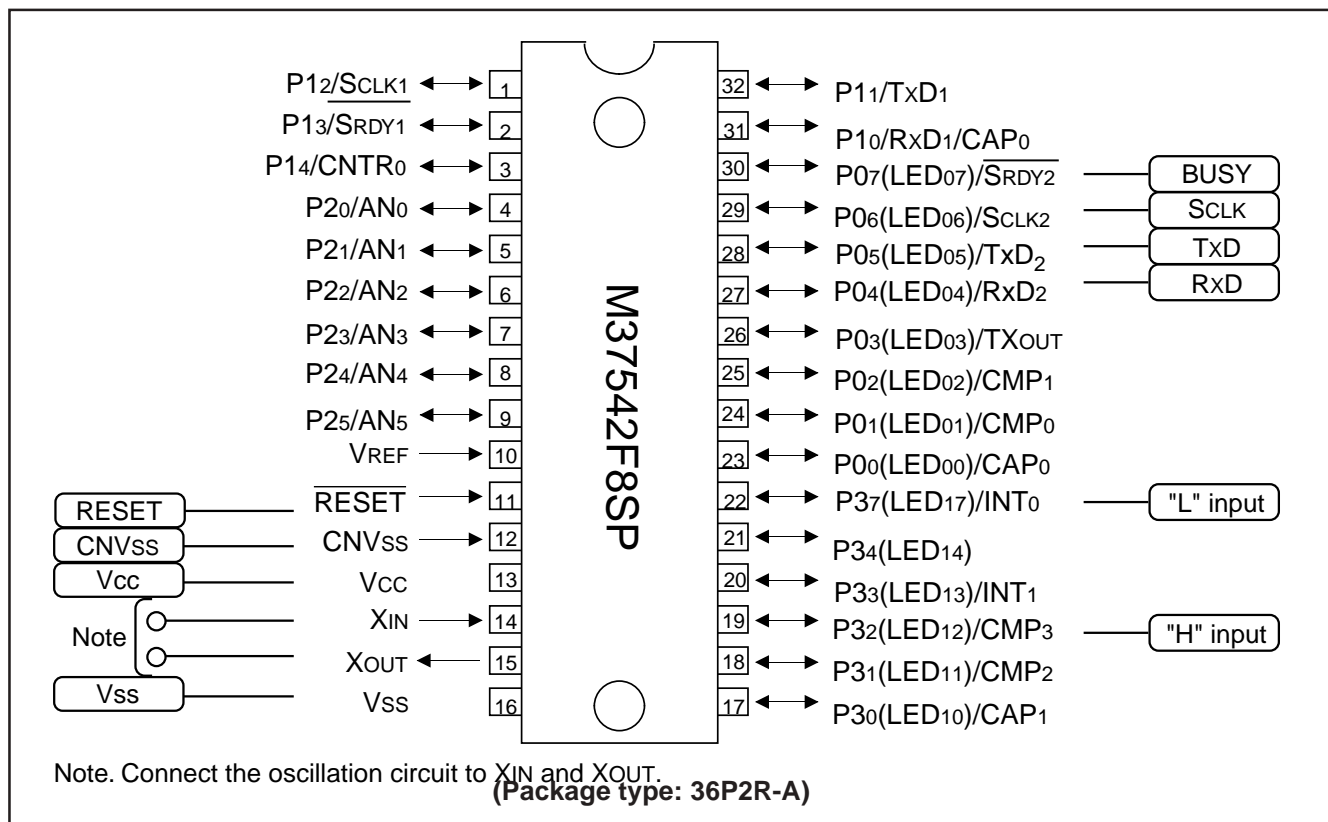 P12/SCLK1 1 32 P11/TXD1
P13/SRDY1 2 31 P10/RXD1/CAP0
P14/CNTR0 3 30 P07(LED07)/SRDY2 BUSY
P20/AN0 4 29 P06(LED06)/SCLK2 SCLK
P21/AN1 5 28 P05(LED05)/TxD2 TXD
P22/AN2 6 27 P04(LED04)/RxD2 RXD
P23/AN3 7 26 P03(LED03)/TXOUT
P24/AN4 8 25 P02(LED02)/CMP1
P25/AN5 9 24 P01(LED01)/CMP0
VREF 10 23 P00(LED00)/CAP0
RESET RESET 11 22 P37(LED17)/INT0 "L" input
CNVSS CNVSS 12 21 P34(LED14)
Vcc VCC 13 20 P33(LED13)/INT1
Note XIN 14 19 P32(LED12)/CMP3 "H" input
XOUT 15 18 P31(LED11)/CMP2
Vss VSS 16 17 P30(LED10)/CAP1
M37542F8SP
Note. Connect the oscillation circuit to XIN and XOUT.
(Package type: 36P2R-A)